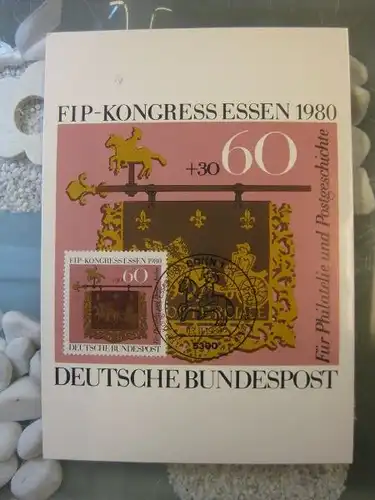 FIP-KONGRESS ESSEN 1980
+30 60
Für Philatelie und Postgeschichte
FIP-KONGRESS ESSEN 1980
60
DEUTSCHE BUNDESPOST
BONN
5300
DEUTSCHE BUNDESPOST